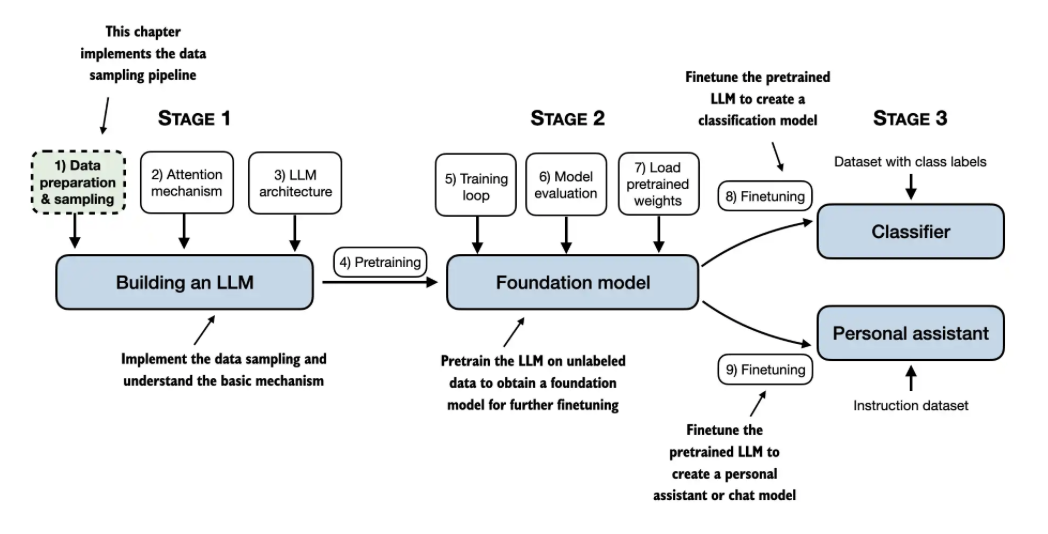 This chapter
implements the data
sampling pipeline
STAGE 1
1) Data
preparation
& sampling
2) Attention
mechanism
3) LLM
architecture
Building an LLM
Implement the data sampling and
understand the basic mechanism
4) Pretraining
STAGE 2
5) Training
loop
6) Model
evaluation
7) Load
pretrained
weights
Foundation model
Pretrain the LLM on unlabeled
data to obtain a foundation
model for further finetuning
Finetune the pretrained
LLM to create a
classification model
STAGE 3
8) Finetuning
Dataset with class labels
Classifier
Personal assistant
9) Finetuning
Instruction dataset
Finetune the
pretrained LLM to
create a personal
assistant or chat model